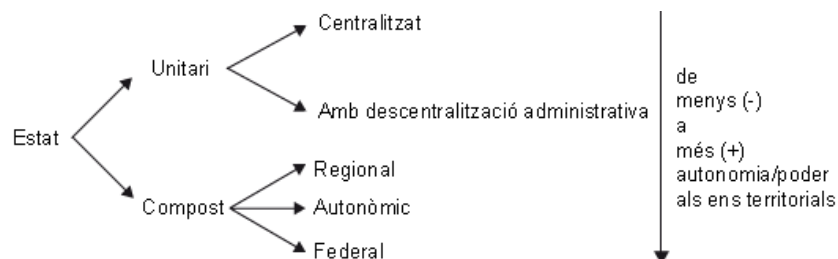 Estat
Unitari
Centralitzat
Amb descentralització administrativa
Compost
Regional
Autonòmic
Federal
de
menys (-)
a
més (+)
autonomia/poder
als ens territorials